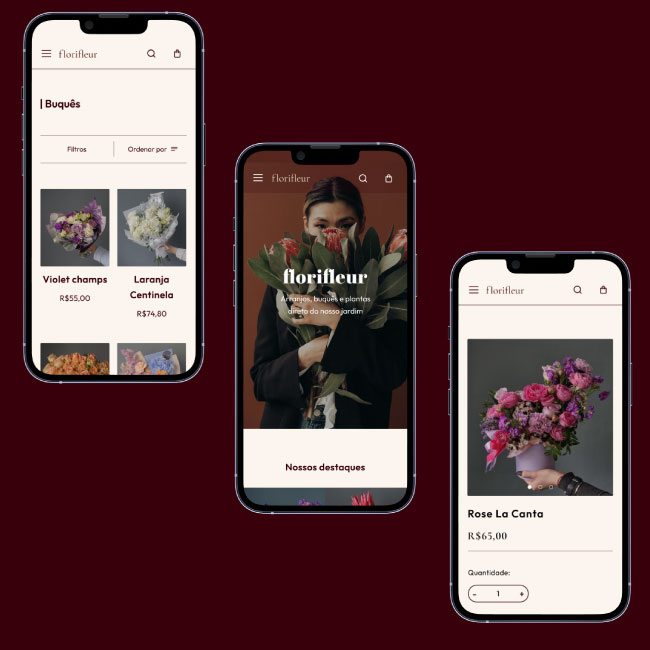 florifleur
Buquês
Filtros
Ordenar por
Violet champs
R$55,00
Laranja
Centinela
R$74,80
florifleur
florifleur
Arranjos, buquês e plantas
direto do nosso jardim
Nossos destaques
florifleur
Rose La Canta
R$65,00
Quantidade:
- 1 +